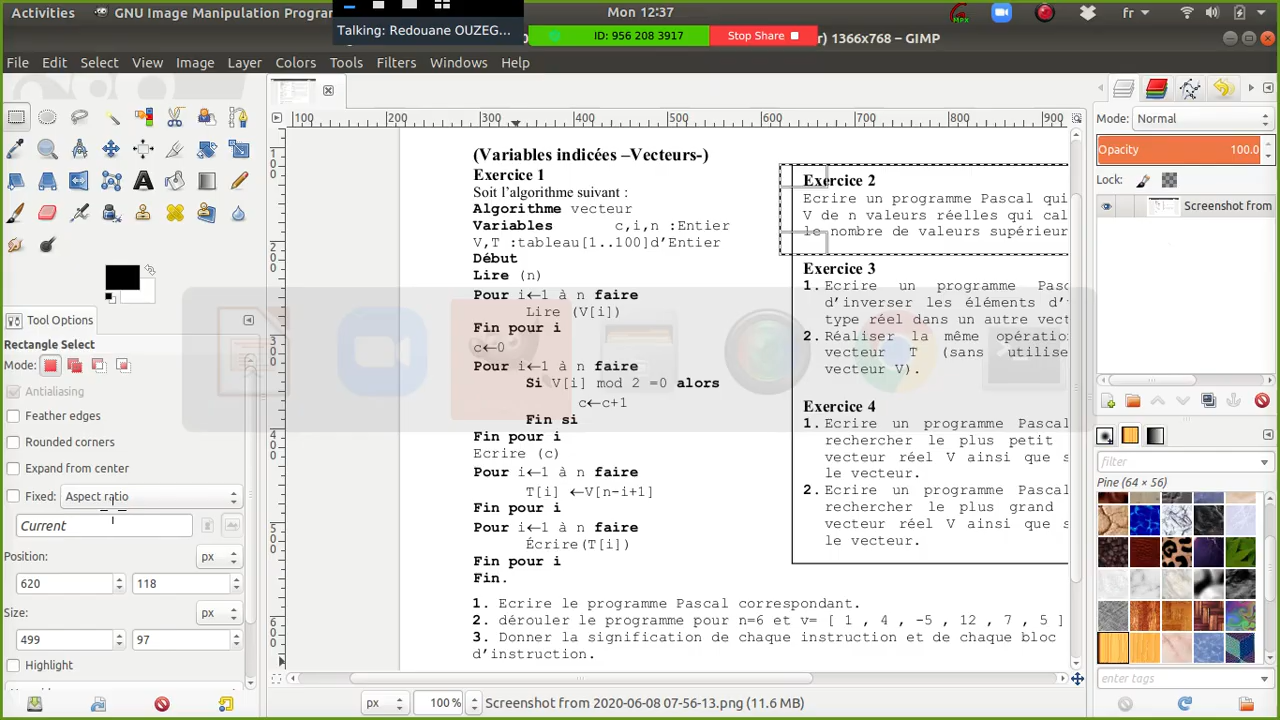 Activities
GNU Image Manipulation Progra
Mon 12:37
fr
Talking: Redouane OUZEG...
ID: 956 208 3917
Stop Share
) 1366x768 – GIMP
File Edit Select View Image Layer Colors Tools Filters Windows Help
Mode: Normal
Opacity 100.0
Lock:
Screenshot from
100 200 300 400 500 600 700 800 900
(Variables indicées –Vecteurs-)
Exercice 1
Soit l'algorithme suivant :
Algorithme vecteur
Variables c,i,n :Entier
V,T :tableau[1..100]d'Entier
Début
Lire (n)
Pour i←1 à n faire
Lire (V[i])
Fin pour i
c←0
Pour i←1 à n faire
Si V[i] mod 2 =0 alors
c←c+1
Fin si
Fin pour i
Ecrire (c)
Pour i←1 à n faire
T[i] ←V[n-i+1]
Fin pour i
Pour i←1 à n faire
Écrire(T[i])
Fin pour i
Fin.
1. Ecrire le programme Pascal correspondant.
2. dérouler le programme pour n=6 et v= [ 1 , 4 , -5 , 12 , 7 , 5 ]
3. Donner la signification de chaque instruction et de chaque bloc
d'instruction.
Exercice 2
Ecrire un programme Pascal qui
V de n valeurs réelles qui cal
le nombre de valeurs supérieur
Exercice 3
1. Ecrire un programme Pasc
d'inverser les éléments d'
type réel dans un autre vect
2. Réaliser la même opératio
vecteur T (sans utilise
vecteur V).
Exercice 4
1. Ecrire un programme Pascal
rechercher le plus petit
vecteur réel V ainsi que s
le vecteur.
2. Ecrire un programme Pascal
rechercher le plus grand
vecteur réel V ainsi que s
le vecteur.
Tool Options
Rectangle Select
Mode:
Antialiasing
Feather edges
Rounded corners
Expand from center
Fixed: Aspect ratio
Current
Position: px
620 118
Size: px
499 97
Highlight
filter
Pine (64 × 56)
enter tags
px 100 % Screenshot from 2020-06-08 07-56-13.png (11.6 MB)